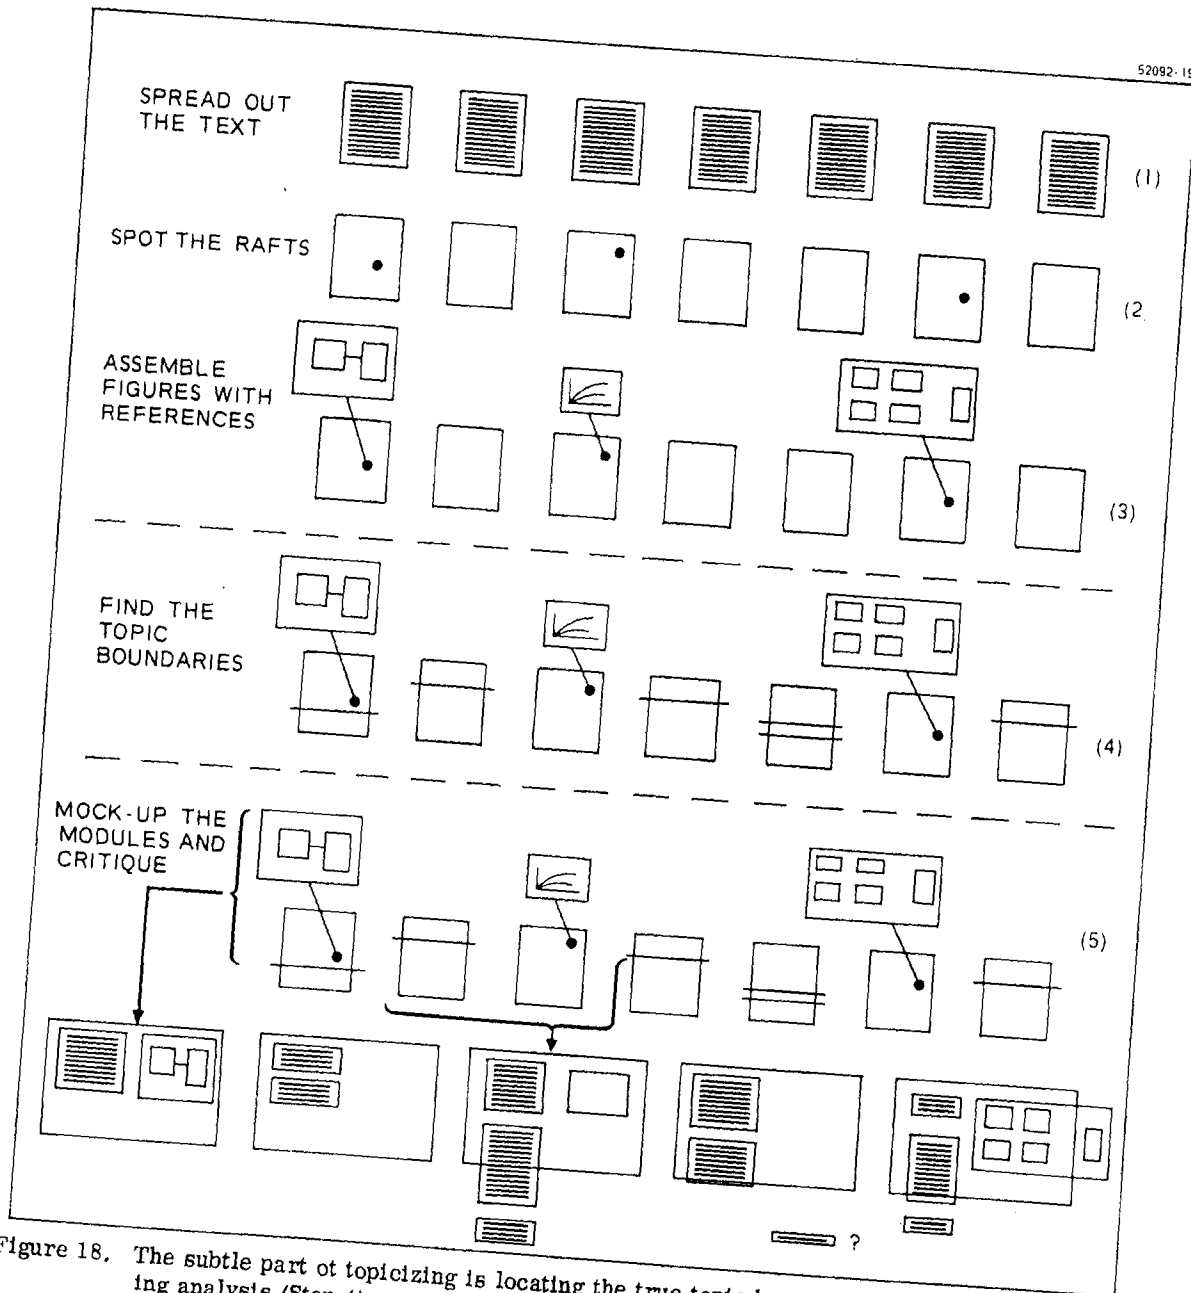 52092-19
SPREAD OUT
THE TEXT
(1)
SPOT THE RAFTS
(2
ASSEMBLE
FIGURES WITH
REFERENCES
(3)
FIND THE
TOPIC
BOUNDARIES
(4)
MOCK-UP THE
MODULES AND
CRITIQUE
(5)
?
Figure 18. The subtle part of topicizing is locating the true
ing analysis